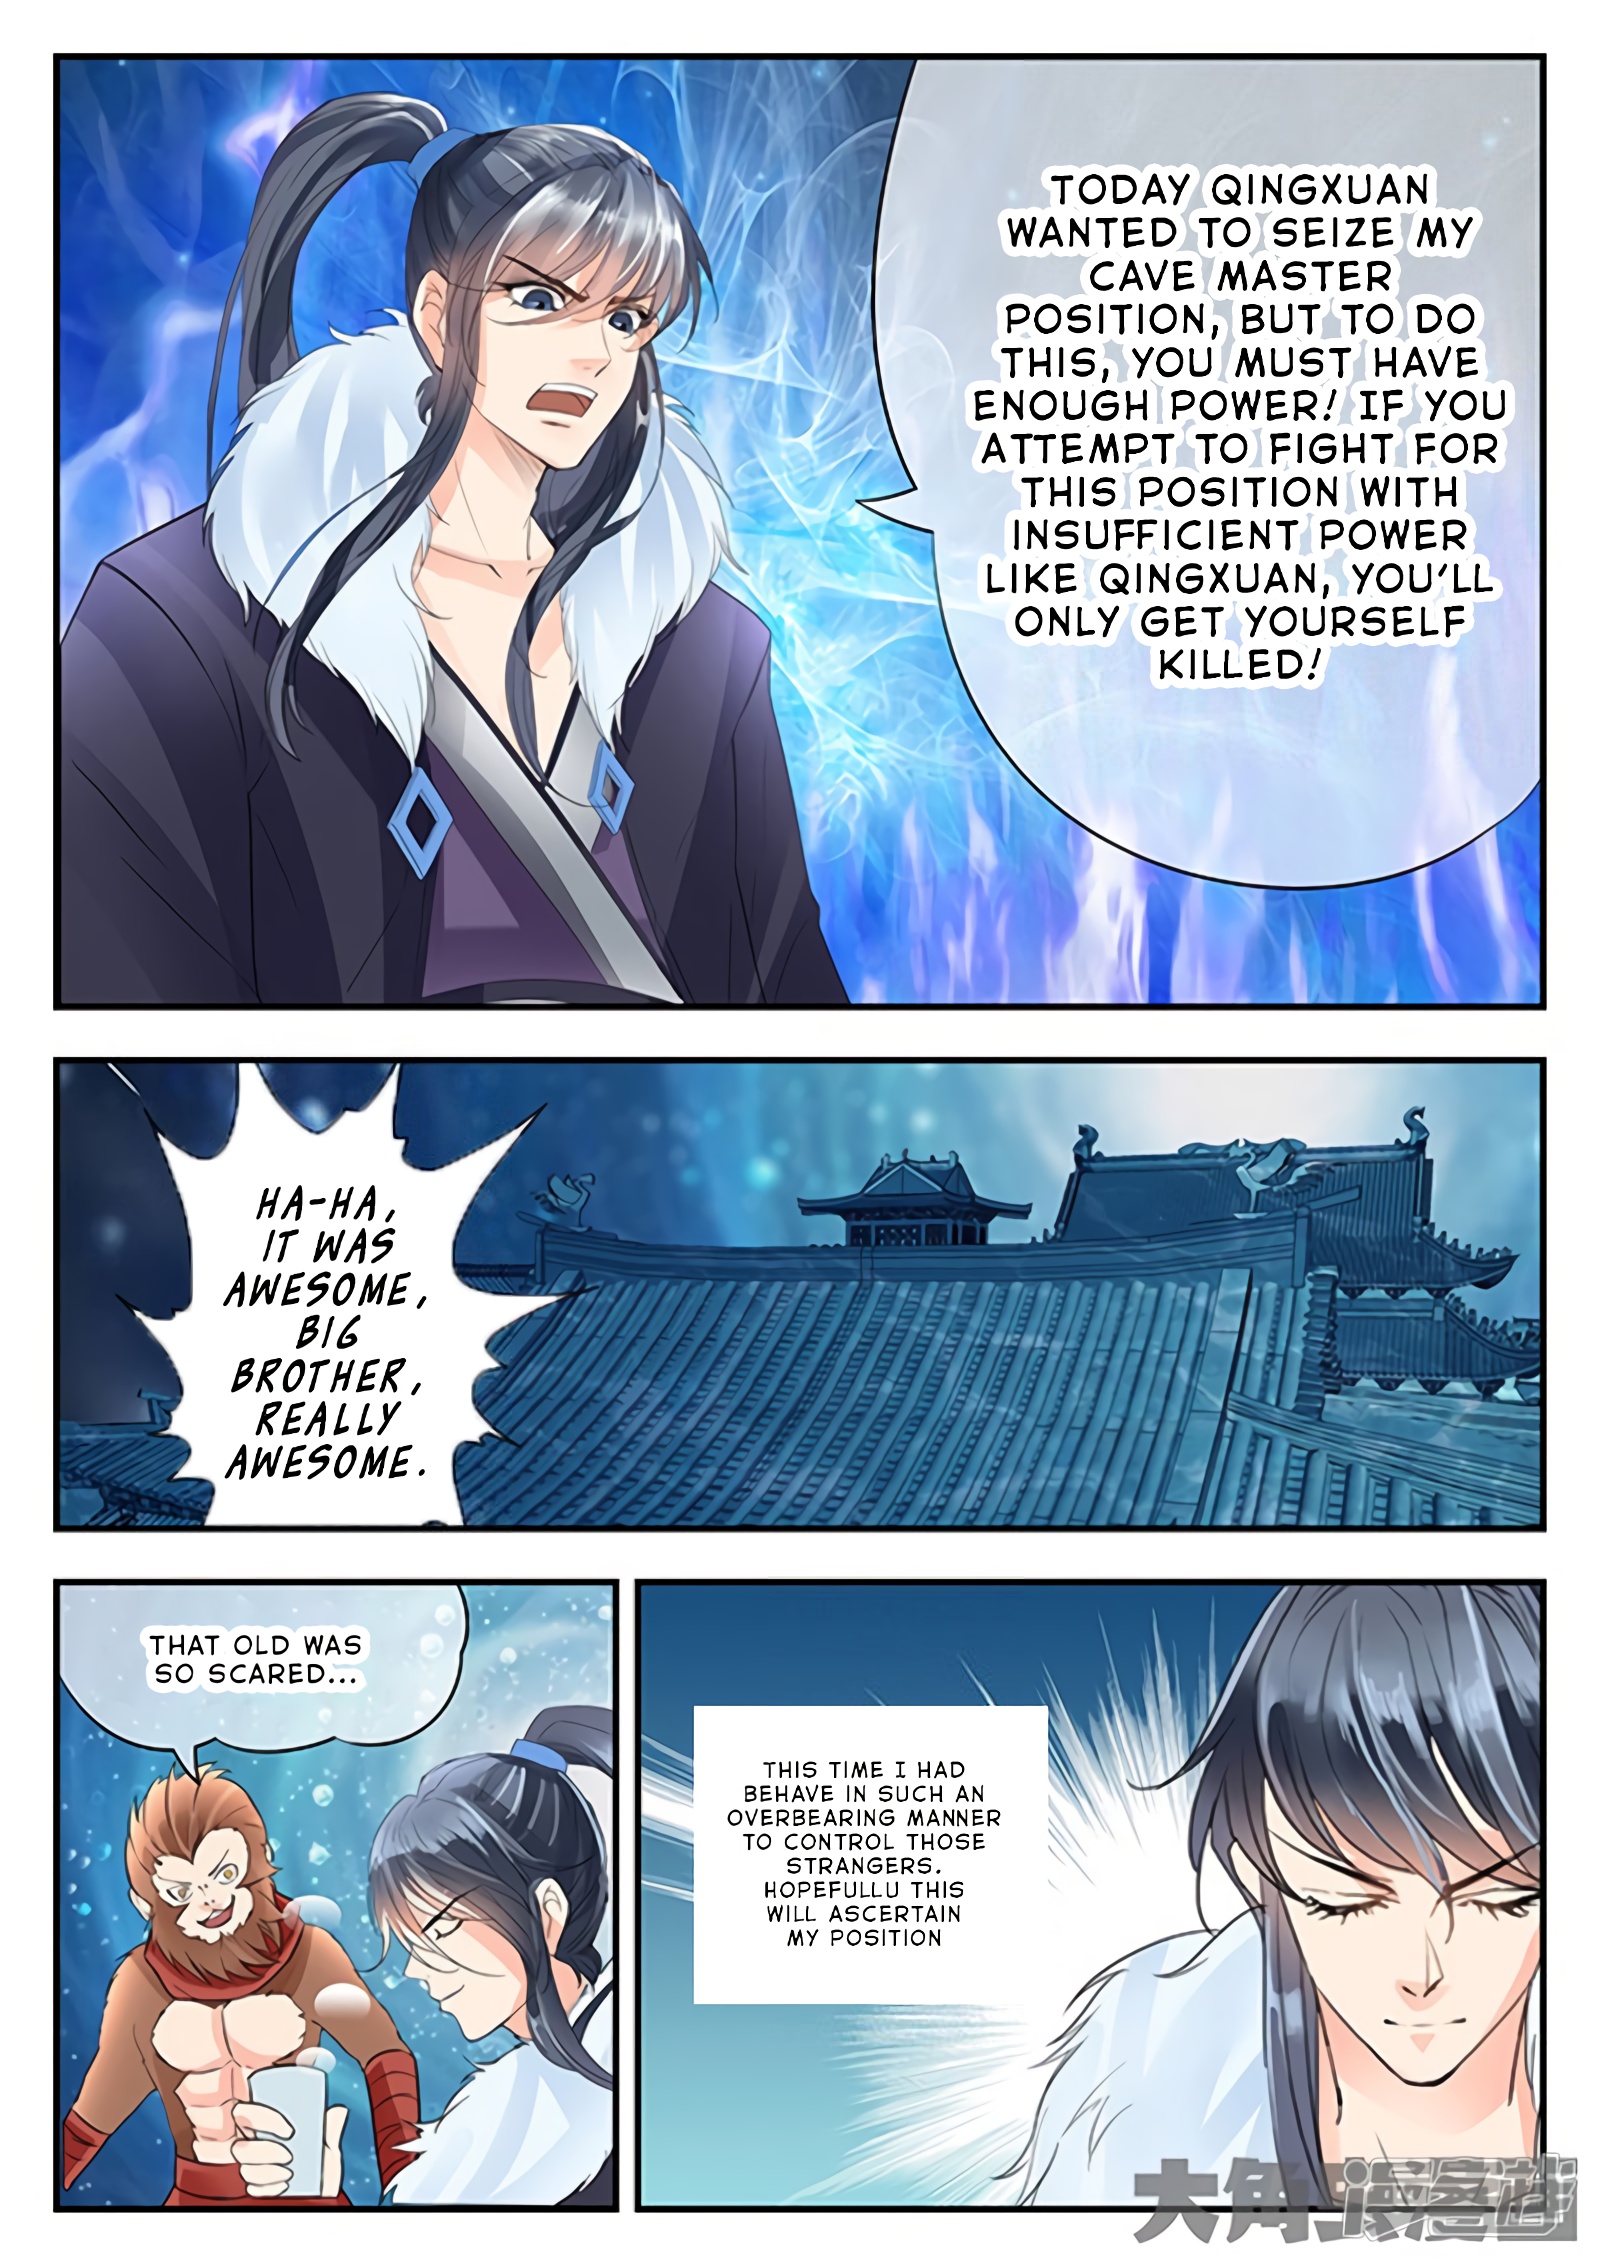 TODAY QINGXUAN
WANTED TO SEIZE MY
CAVE MASTER
POSITION, BUT TO DO
THIS, YOU MUST HAVE
ENOUGH POWER! IF YOU
ATTEMPT TO FIGHT FOR
THIS POSITION WITH
INSUFFICIENT POWER
LIKE QINGXUAN, YOU'LL
ONLY GET YOURSELF
KILLED!
HA-HA,
IT WAS
AWESOME,
BIG
BROTHER,
REALLY
AWESOME.
THAT OLD WAS
SO SCARED...
THIS TIME I HAD
BEHAVE IN SUCH AN
OVERBEARING MANNER
TO CONTROL THOSE
STRANGERS.
HOPEFULLU THIS
WILL ASCERTAIN
MY POSITION
大角虫漫画